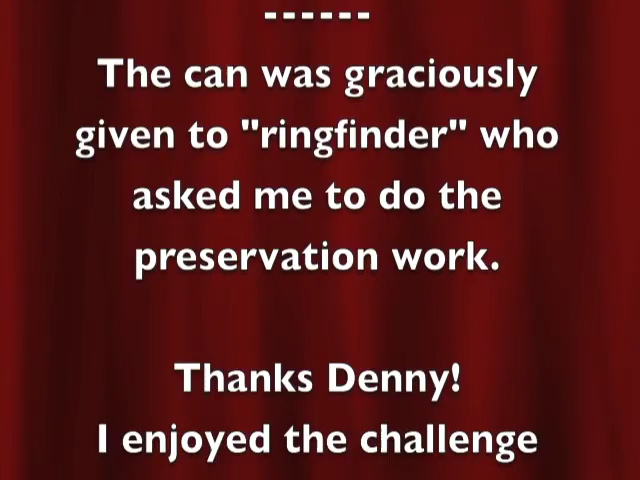 ------
The can was graciously
given to "ringfinder" who
asked me to do the
preservation work.
Thanks Denny!
I enjoyed the challenge